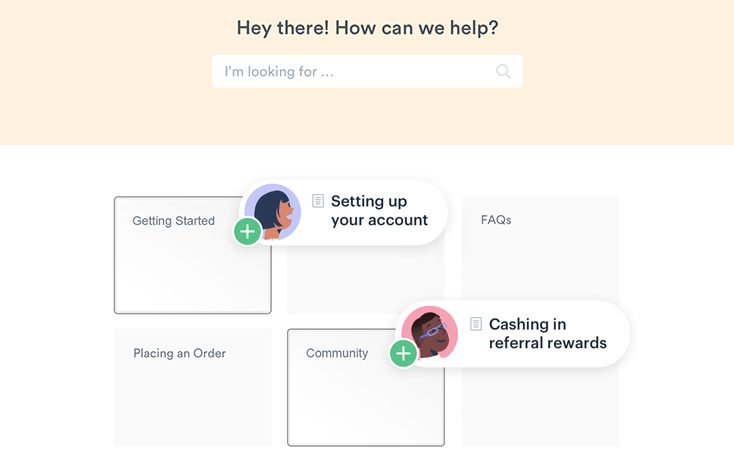 Hey there! How can we help?
I'm looking for ...
Getting Started
Setting up
your account
FAQs
Placing an Order
Community
Cashing in
referral rewards